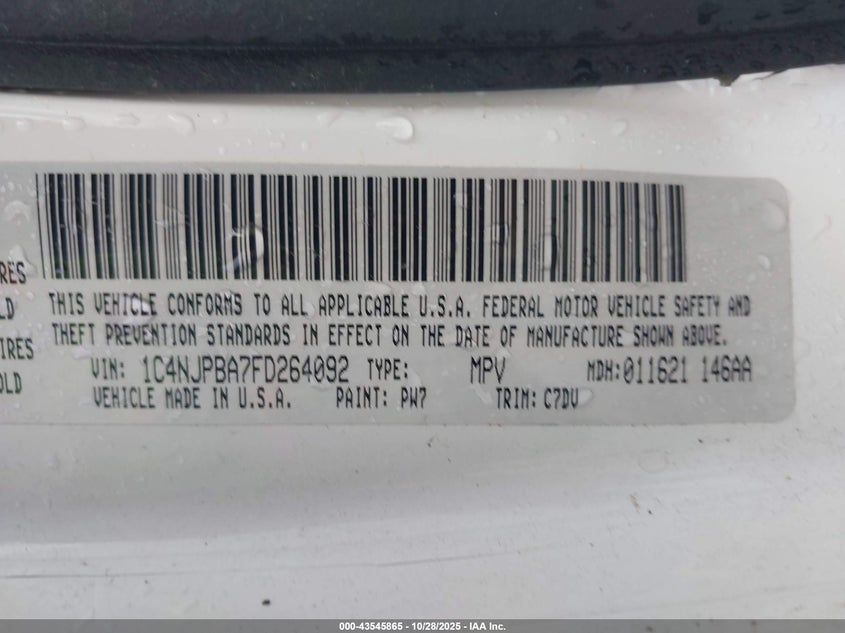 RES
THIS VEHICLE CONFORMS TO ALL APPLICABLE U.S.A. FEDERAL MOTOR VEHICLE SAFETY AND
LD
THEFT PREVENTION STANDARDS IN EFFECT ON THE DATE OF MANUFACTURE SHOWN ABOVE.
IRES
VIN: 1C4NJPBA7FD264092 TYPE: MPV MDH:011621 146AA
OLD
VEHICLE MADE IN U.S.A. PAINT: PW7 TRIM: C7DV
000-43545865 - 10/28/2025 - IAA Inc.